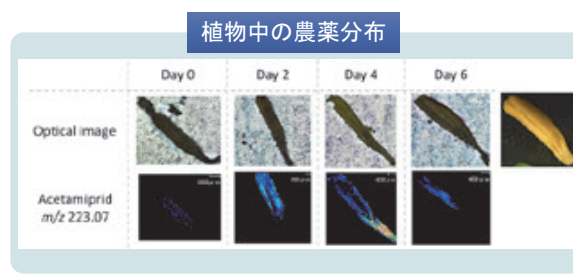 植物中の農薬分布
Day 0 Day 2 Day 4 Day 6
Optical image
Acetamiprid
m/z 223.07